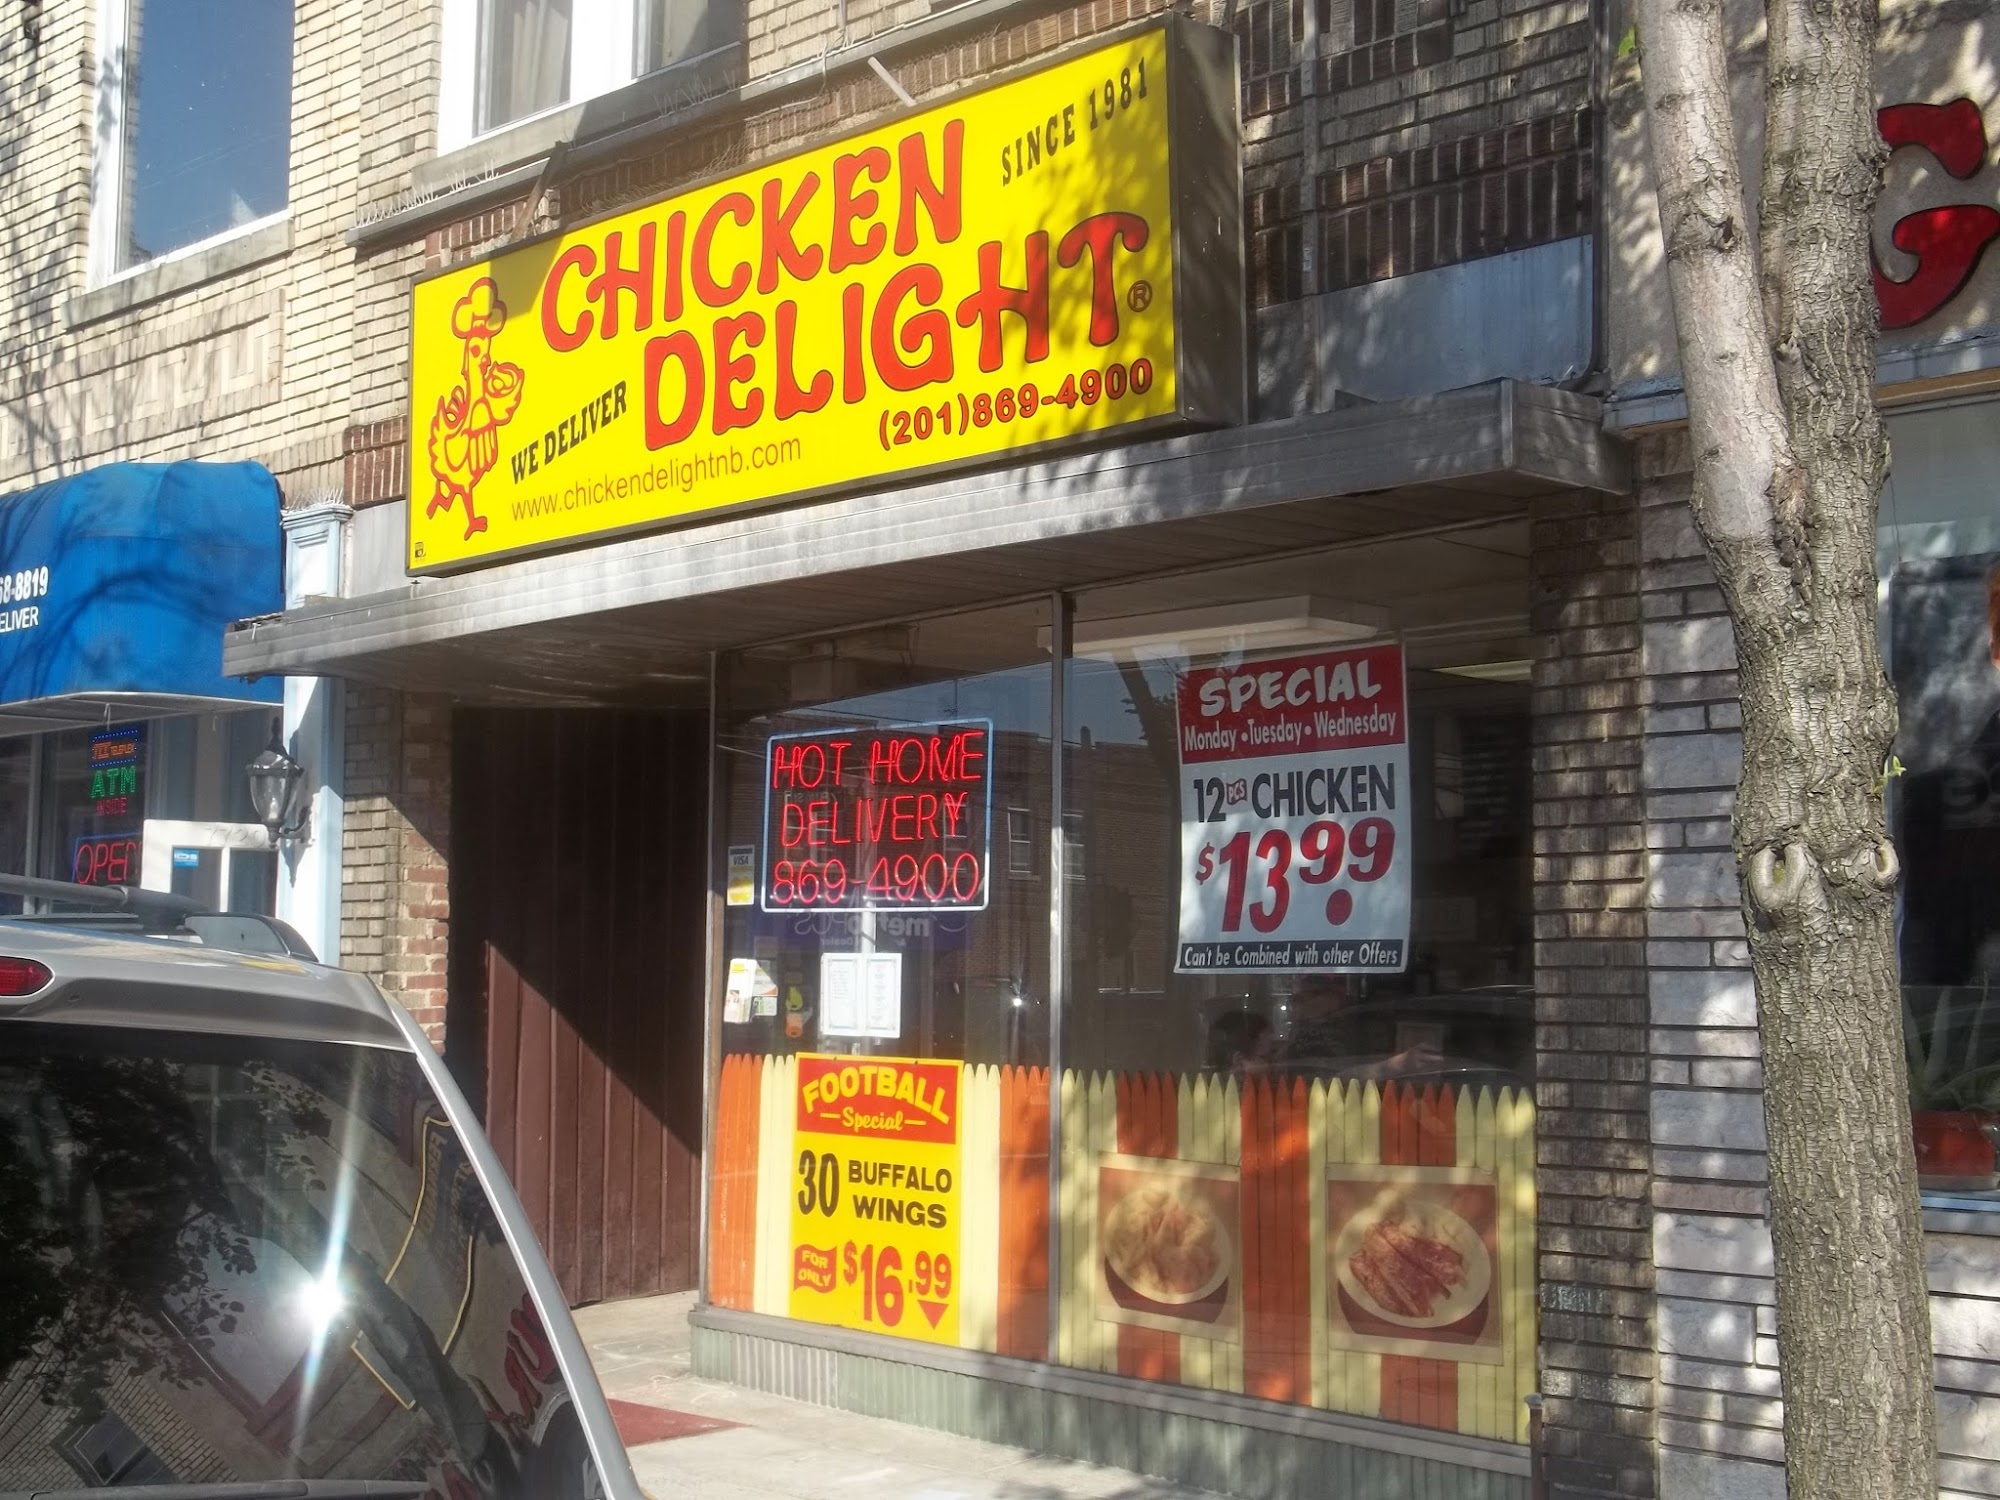 CHICKEN
DELIGHT®
SINCE 1981
WE DELIVER
www.chickendelightnb.com
(201)869-4900
68-8819
ELIVER
ATM
INSIDE
OPEN
HOT HOME
DELIVERY
869-4900
VISA
SPECIAL
Monday • Tuesday • Wednesday
12 PCS CHICKEN
$13.99
Can't be Combined with other Offers
FOOTBALL
Special
30 BUFFALO
WINGS
FOR
ONLY
$16.99
G